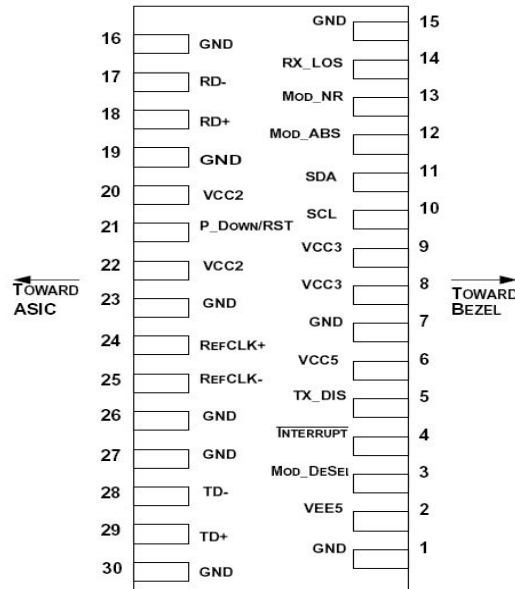 16 GND
17 RD-
18 RD+
19 GND
20 VCC2
21 P_DOWN/RST
22 VCC2
23 GND
24 REFCLK+
25 REFCLK-
26 GND
27 GND
28 TD-
29 TD+
30 GND
TOWARD
ASIC
GND 15
RX_LOS 14
MOD_NR 13
MOD_ABS 12
SDA 11
SCL 10
VCC3 9
VCC3 8
GND 7
VCC5 6
TX_DIS 5
INTERRUPT 4
MOD_DESEL 3
VEE5 2
GND 1
TOWARD
BEZEL